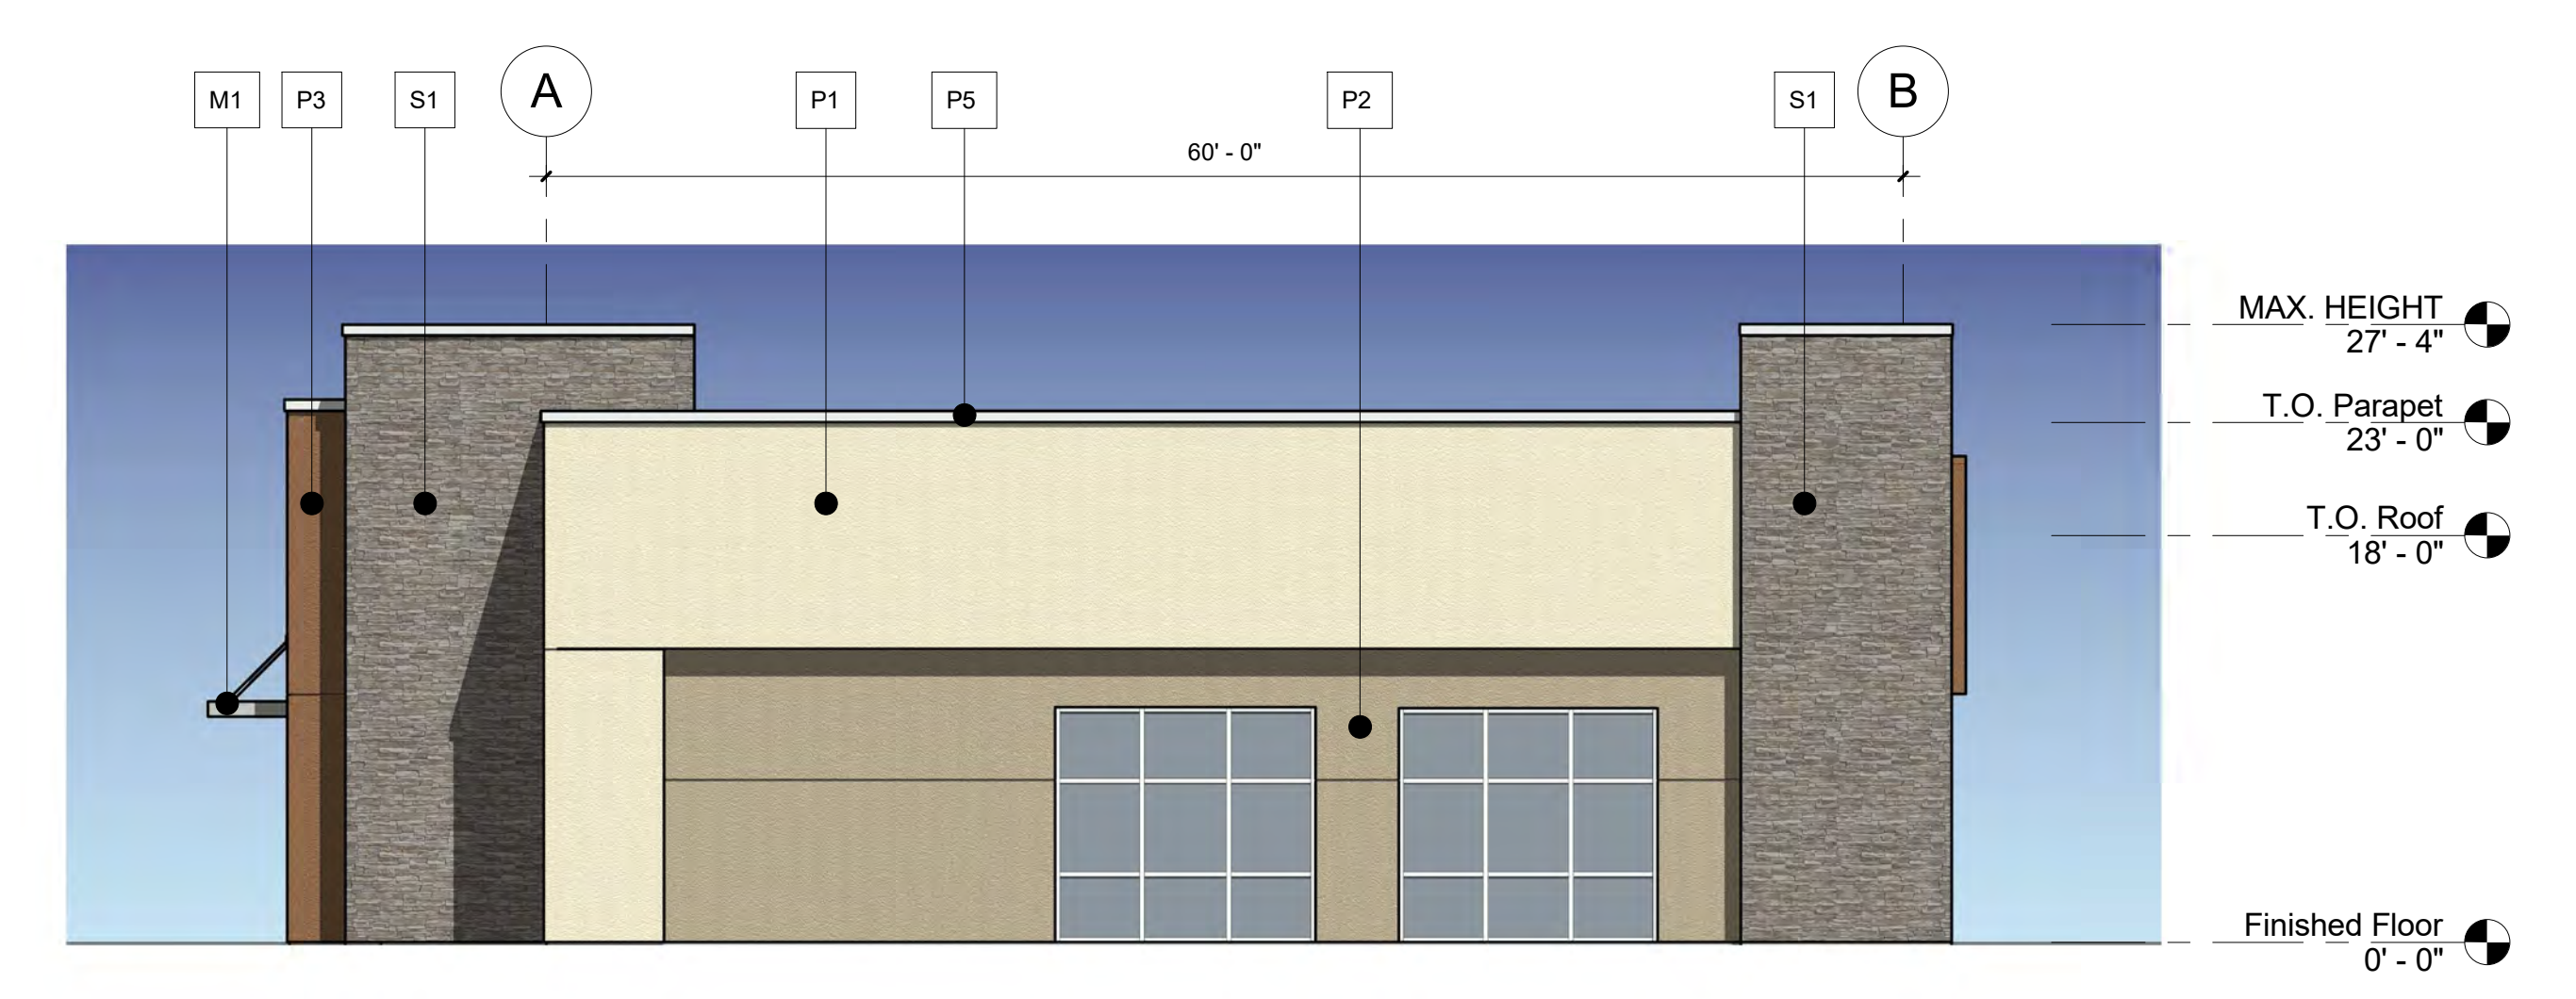 M1
P3
S1
A
P1
P5
P2
S1
B
60' - 0"
MAX. HEIGHT
27' - 4"
T.O. Parapet
23' - 0"
T.O. Roof
18' - 0"
Finished Floor
0' - 0"